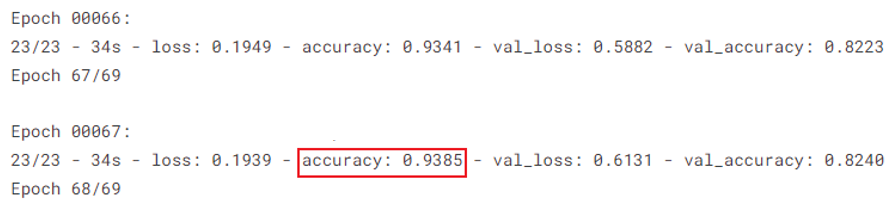 Epoch 00066:
23/23 - 34s - loss: 0.1949 - accuracy: 0.9341 - val_loss: 0.5882 - val_accuracy: 0.8223
Epoch 67/69
Epoch 00067:
23/23 - 34s - loss: 0.1939 - accuracy: 0.9385 - val_loss: 0.6131 - val_accuracy: 0.8240
Epoch 68/69